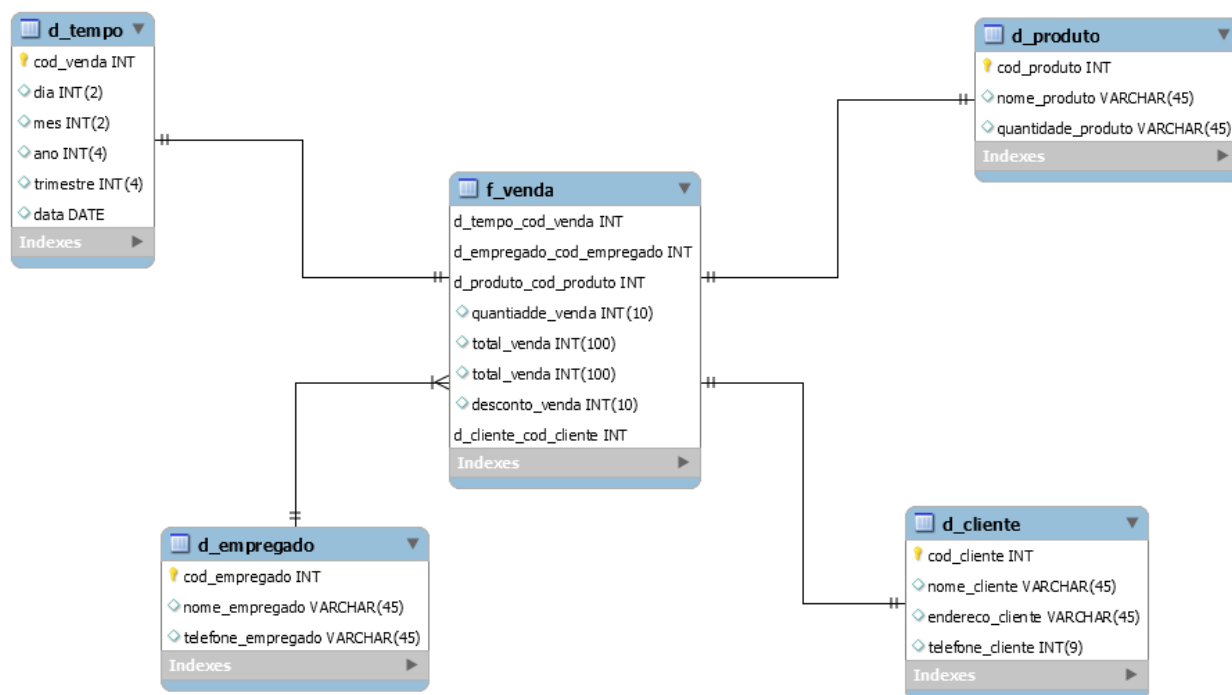 d_tempo
cod_venda INT
dia INT(2)
mes INT(2)
ano INT(4)
trimestre INT(4)
data DATE
Indexes
d_produto
cod_produto INT
nome_produto VARCHAR(45)
quantidade_produto VARCHAR(45)
Indexes
f_venda
d_tempo_cod_venda INT
d_empregado_cod_empregado INT
d_produto_cod_produto INT
quantiadde_venda INT(10)
total_venda INT(100)
total_venda INT(100)
desconto_venda INT(10)
d_cliente_cod_cliente INT
Indexes
d_empregado
cod_empregado INT
nome_empregado VARCHAR(45)
telefone_empregado VARCHAR(45)
Indexes
d_cliente
cod_cliente INT
nome_cliente VARCHAR(45)
endereco_cliente VARCHAR(45)
telefone_cliente INT(9)
Indexes